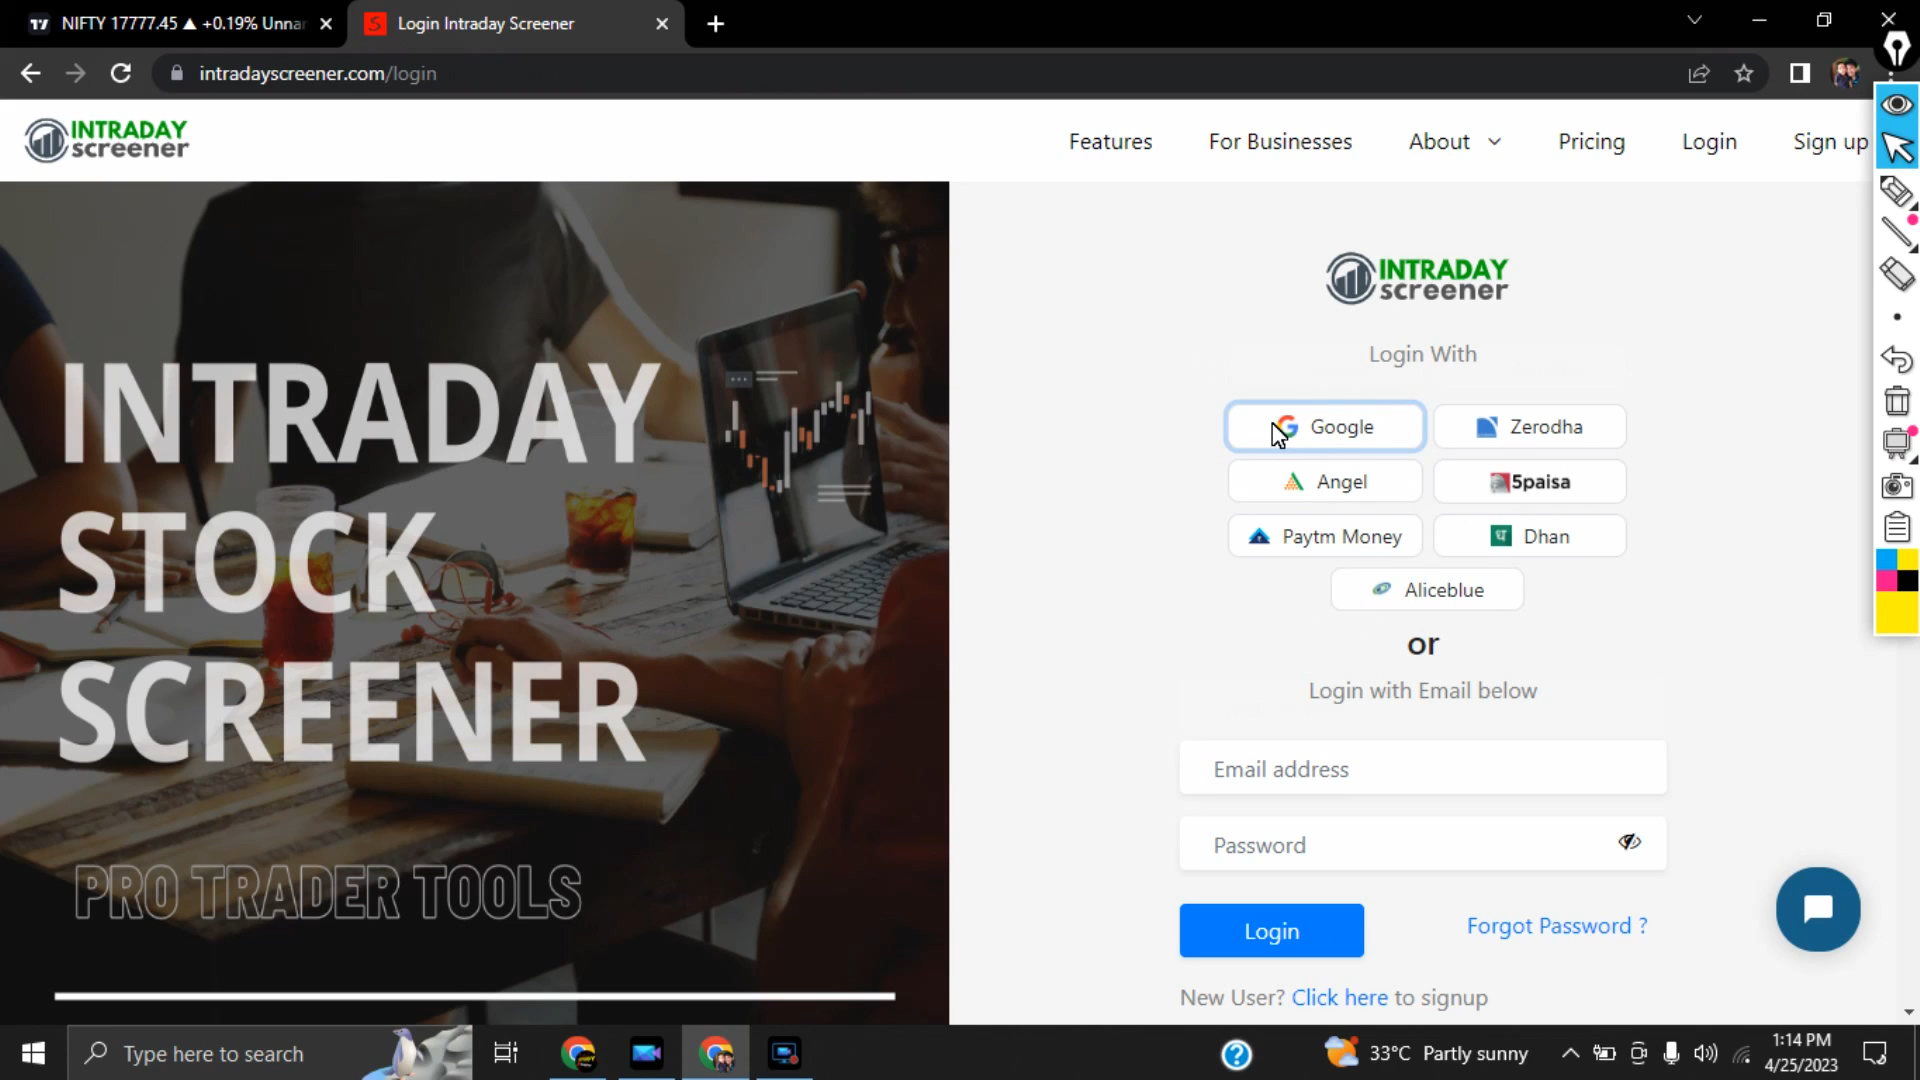 NIFTY 17777.45 ▲ +0.19% Unnar
Login Intraday Screener
intradayscreener.com/login
INTRADAY
screener
Features
For Businesses
About
Pricing
Login
Sign up
INTRADAY
STOCK
SCREENER
PRO TRADER TOOLS
INTRADAY
screener
Login With
Google
Zerodha
Angel
5paisa
Paytm Money
Dhan
Aliceblue
or
Login with Email below
Email address
Password
Login
Forgot Password ?
New User? Click here to signup
Type here to search
33°C Partly sunny
1:14 PM
4/25/2023